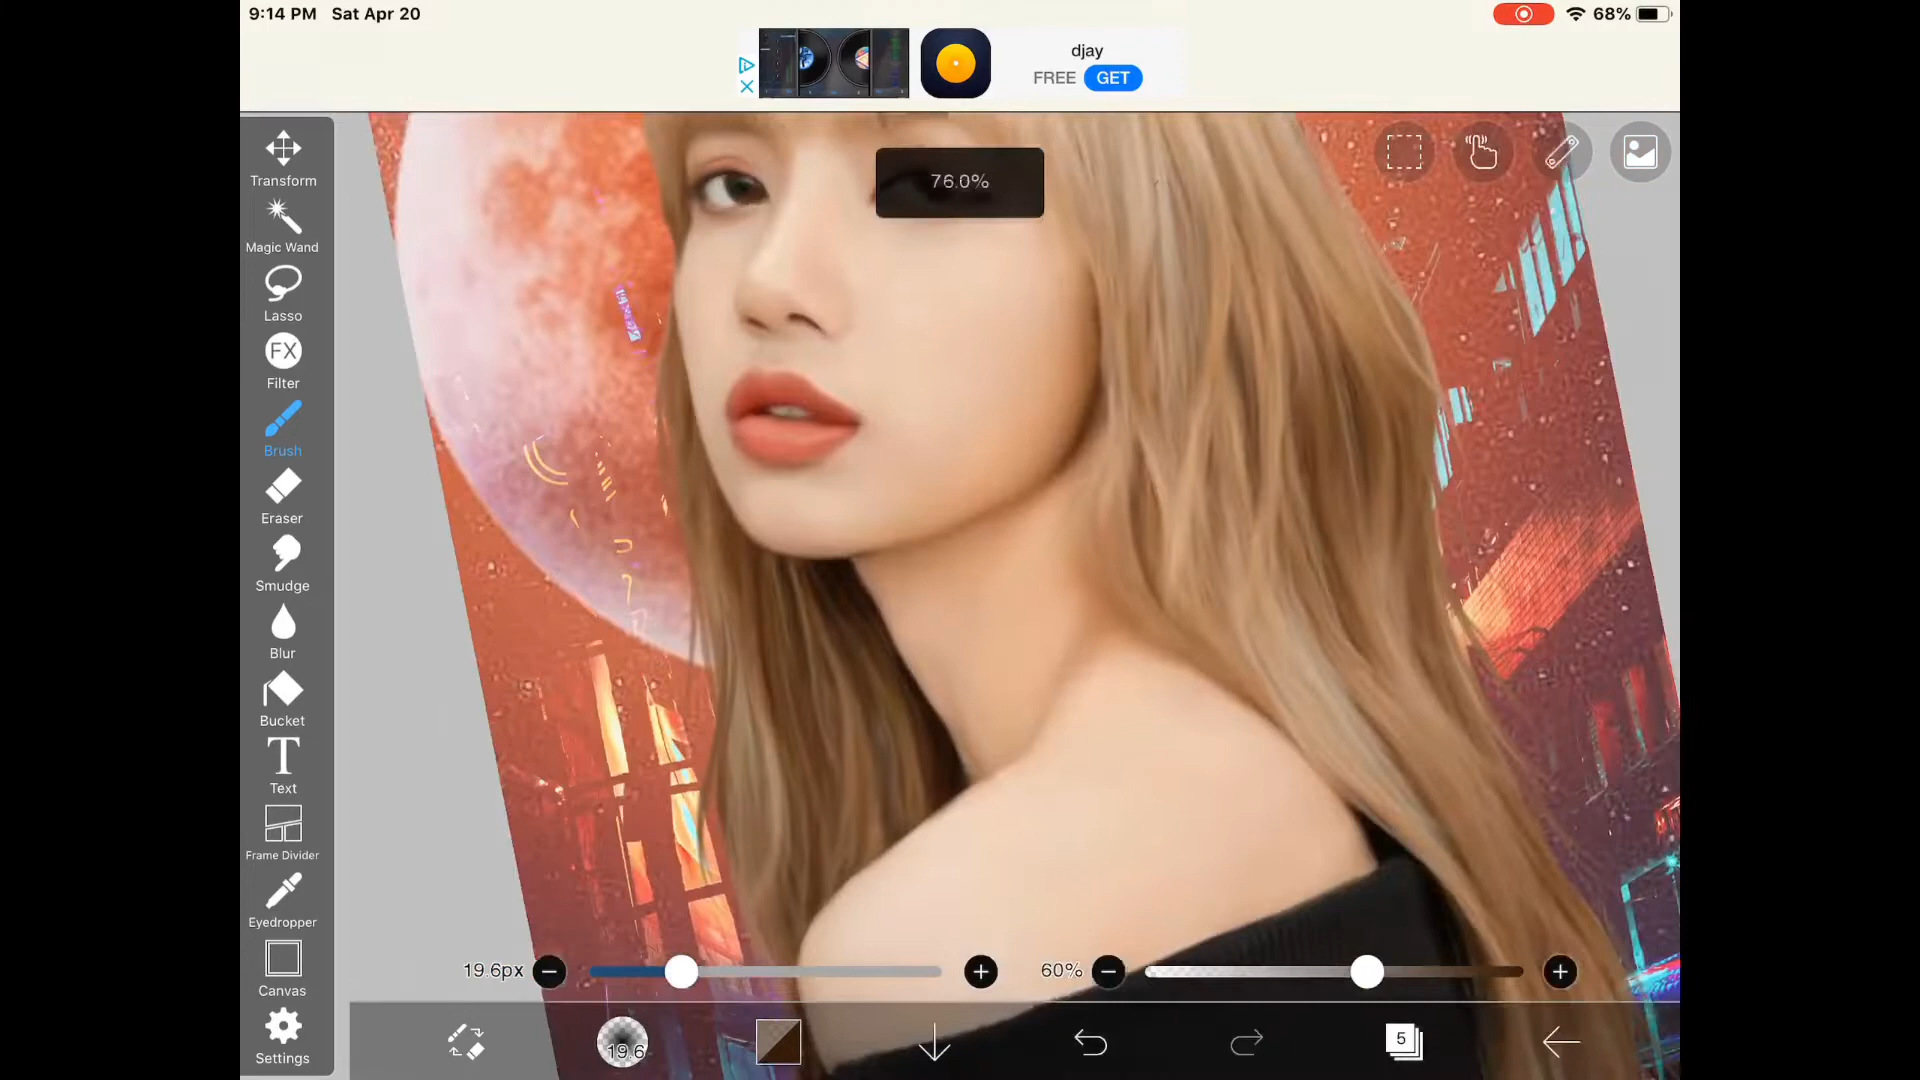 9:14 PM Sat Apr 20
68%
djay
FREE GET
76.0%
Transform
Magic Wand
Lasso
FX
Filter
Brush
Eraser
Smudge
Blur
Bucket
T
Text
Frame Divider
Eyedropper
Canvas
Settings
19.6px
60%
19.6
5